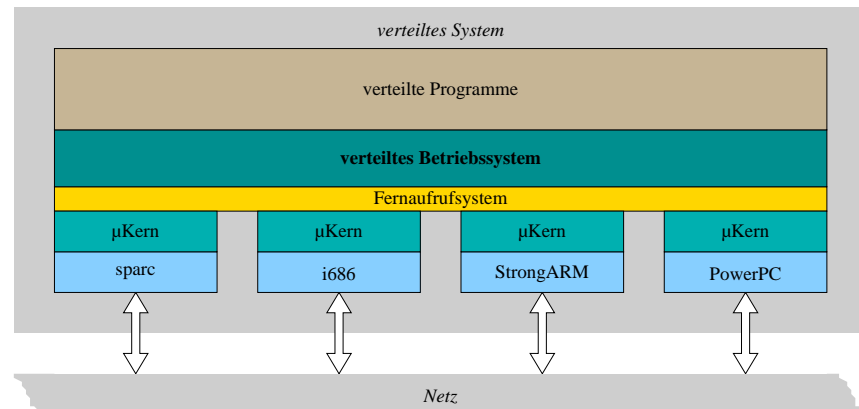 verteiltes System
verteilte Programme
verteiltes Betriebssystem
Fernaufrufsystem
µKern µKern µKern µKern
sparc i686 StrongARM PowerPC
Netz